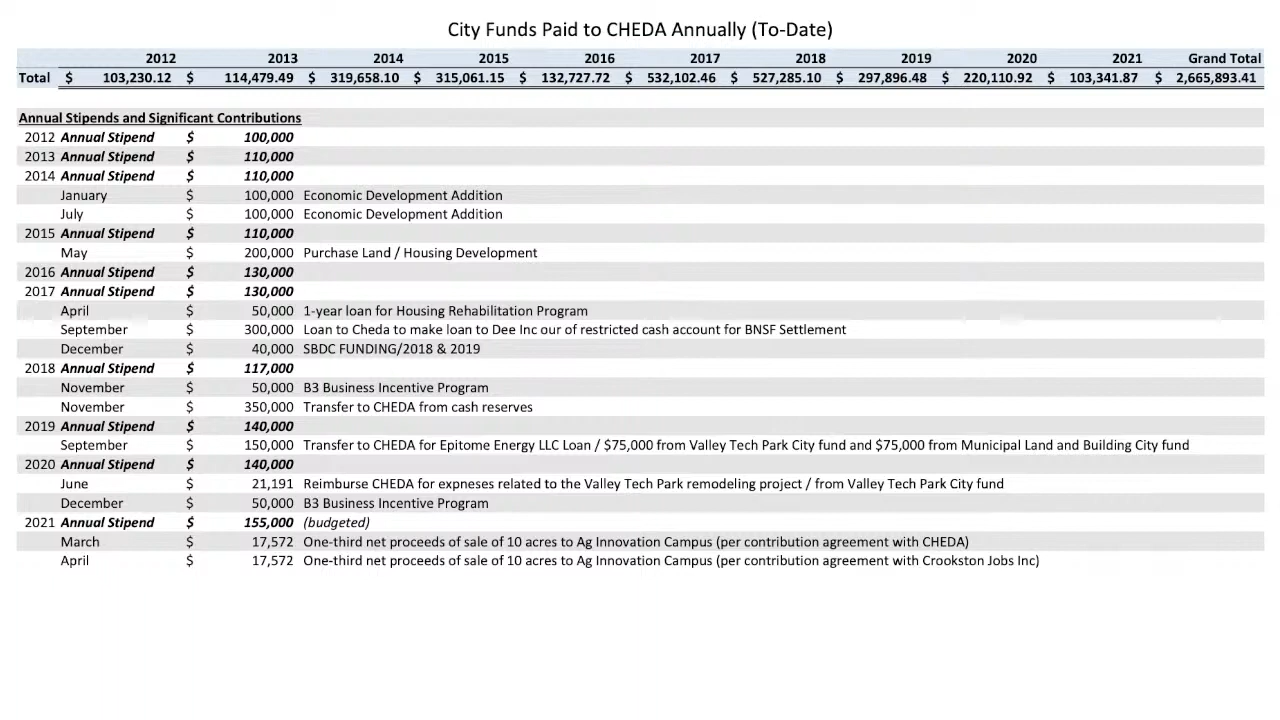 City Funds Paid to CHEDA Annually (To-Date)
2012 2013 2014 2015 2016 2017 2018 2019 2020 2021 Grand Total
Total $ 103,230.12 $ 114,479.49 $ 319,658.10 $ 315,061.15 $ 132,727.72 $ 532,102.46 $ 527,285.10 $ 297,896.48 $ 220,110.92 $ 103,341.87 $ 2,665,893.41
Annual Stipends and Significant Contributions
2012 Annual Stipend $ 100,000
2013 Annual Stipend $ 110,000
2014 Annual Stipend $ 110,000
January $ 100,000 Economic Development Addition
July $ 100,000 Economic Development Addition
2015 Annual Stipend $ 110,000
May $ 200,000 Purchase Land / Housing Development
2016 Annual Stipend $ 130,000
2017 Annual Stipend $ 130,000
April $ 50,000 1-year loan for Housing Rehabilitation Program
September $ 300,000 Loan to Cheda to make loan to Dee Inc our of restricted cash account for BNSF Settlement
December $ 40,000 SBDC FUNDING/2018 & 2019
2018 Annual Stipend $ 117,000
November $ 50,000 B3 Business Incentive Program
November $ 350,000 Transfer to CHEDA from cash reserves
2019 Annual Stipend $ 140,000
September $ 150,000 Transfer to CHEDA for Epitome Energy LLC Loan / $75,000 from Valley Tech Park City fund and $75,000 from Municipal Land and Building City fund
2020 Annual Stipend $ 140,000
June $ 21,191 Reimburse CHEDA for expneses related to the Valley Tech Park remodeling project / from Valley Tech Park City fund
December $ 50,000 B3 Business Incentive Program
2021 Annual Stipend $ 155,000 (budgeted)
March $ 17,572 One-third net proceeds of sale of 10 acres to Ag Innovation Campus (per contribution agreement with CHEDA)
April $ 17,572 One-third net proceeds of sale of 10 acres to Ag Innovation Campus (per contribution agreement with Crookston Jobs Inc)